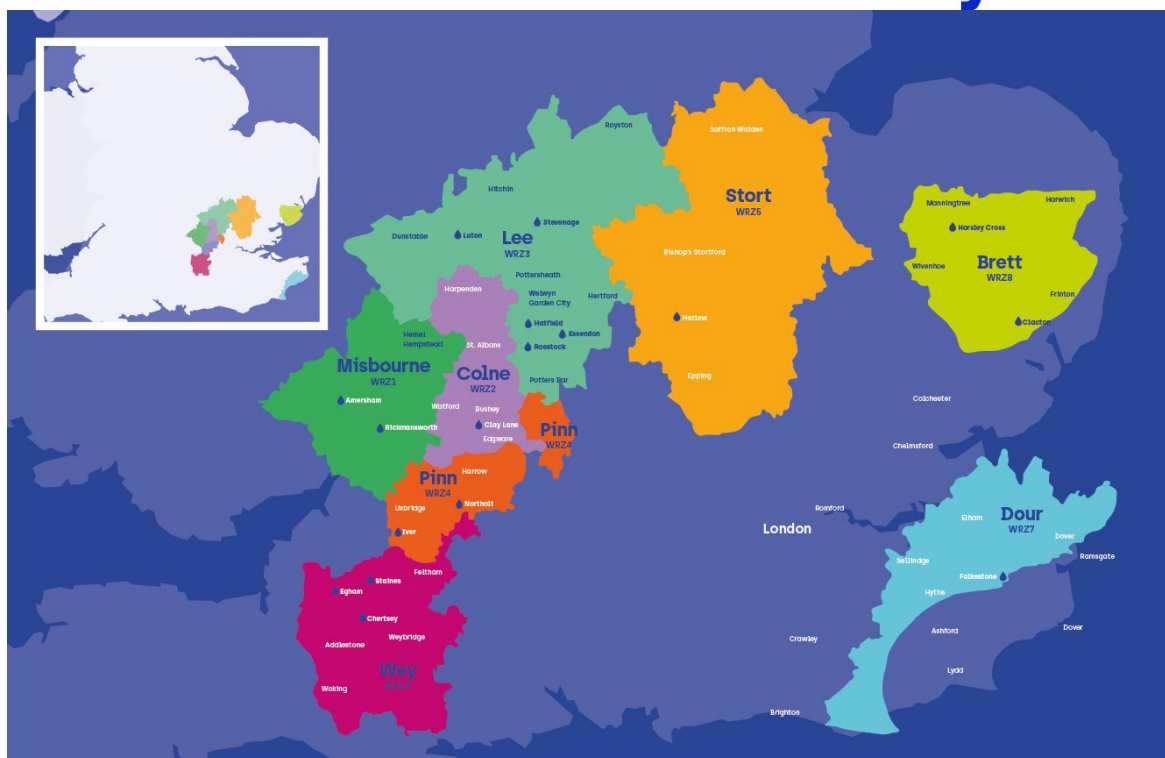 Royston
Hitchin
Dunstable
Luton
Stevenage
Lee
WRZ3
Pottersheath
Welwyn
Garden City
Hertford
Hatfield
Essendon
Roestock
Potters Bar
Saffron Walden
Stort
WRZ5
Bishop's Stortford
Harlow
Epping
Manningtree
Harwich
Horsley Cross
Wivenhoe
Brett
WRZ8
Frinton
Clacton
Harpenden
St. Albans
Colne
WRZ2
Watford
Bushey
Clay Lane
Edgware
Hemel
Hempstead
Misbourne
WRZ1
Amersham
Rickmansworth
Pinn
WRZ4
Pinn
WRZ4
Harrow
Uxbridge
Northolt
Iver
Feltham
Staines
Egham
Chertsey
Weybridge
Addlestone
Wey
Woking
Colchester
Chelmsford
Romford
London
Crawley
Brighton
Elham
Dour
WRZ7
Dover
Ramsgate
Sellindge
Folkestone
Hythe
Ashford
Dover
Lydd